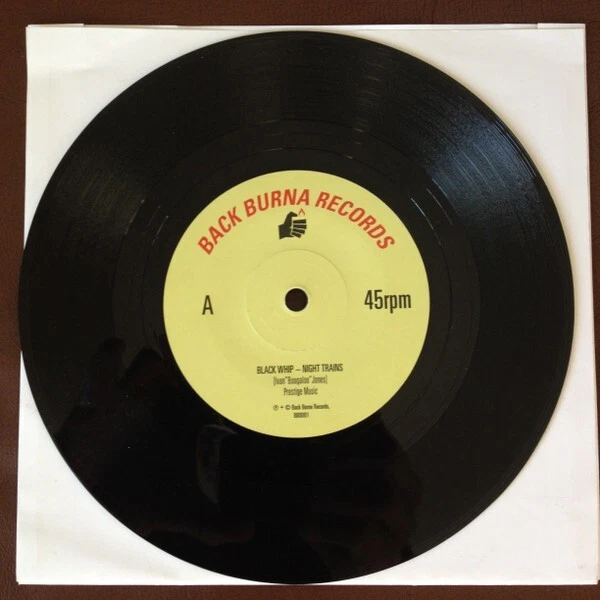 BACK BURNA RECORDS
A
45rpm
BLACK WHIP – NIGHT TRAINS
[Ivan "Boogaloo" Jones]
Prestige Music
℗ + © Back Burna Records,